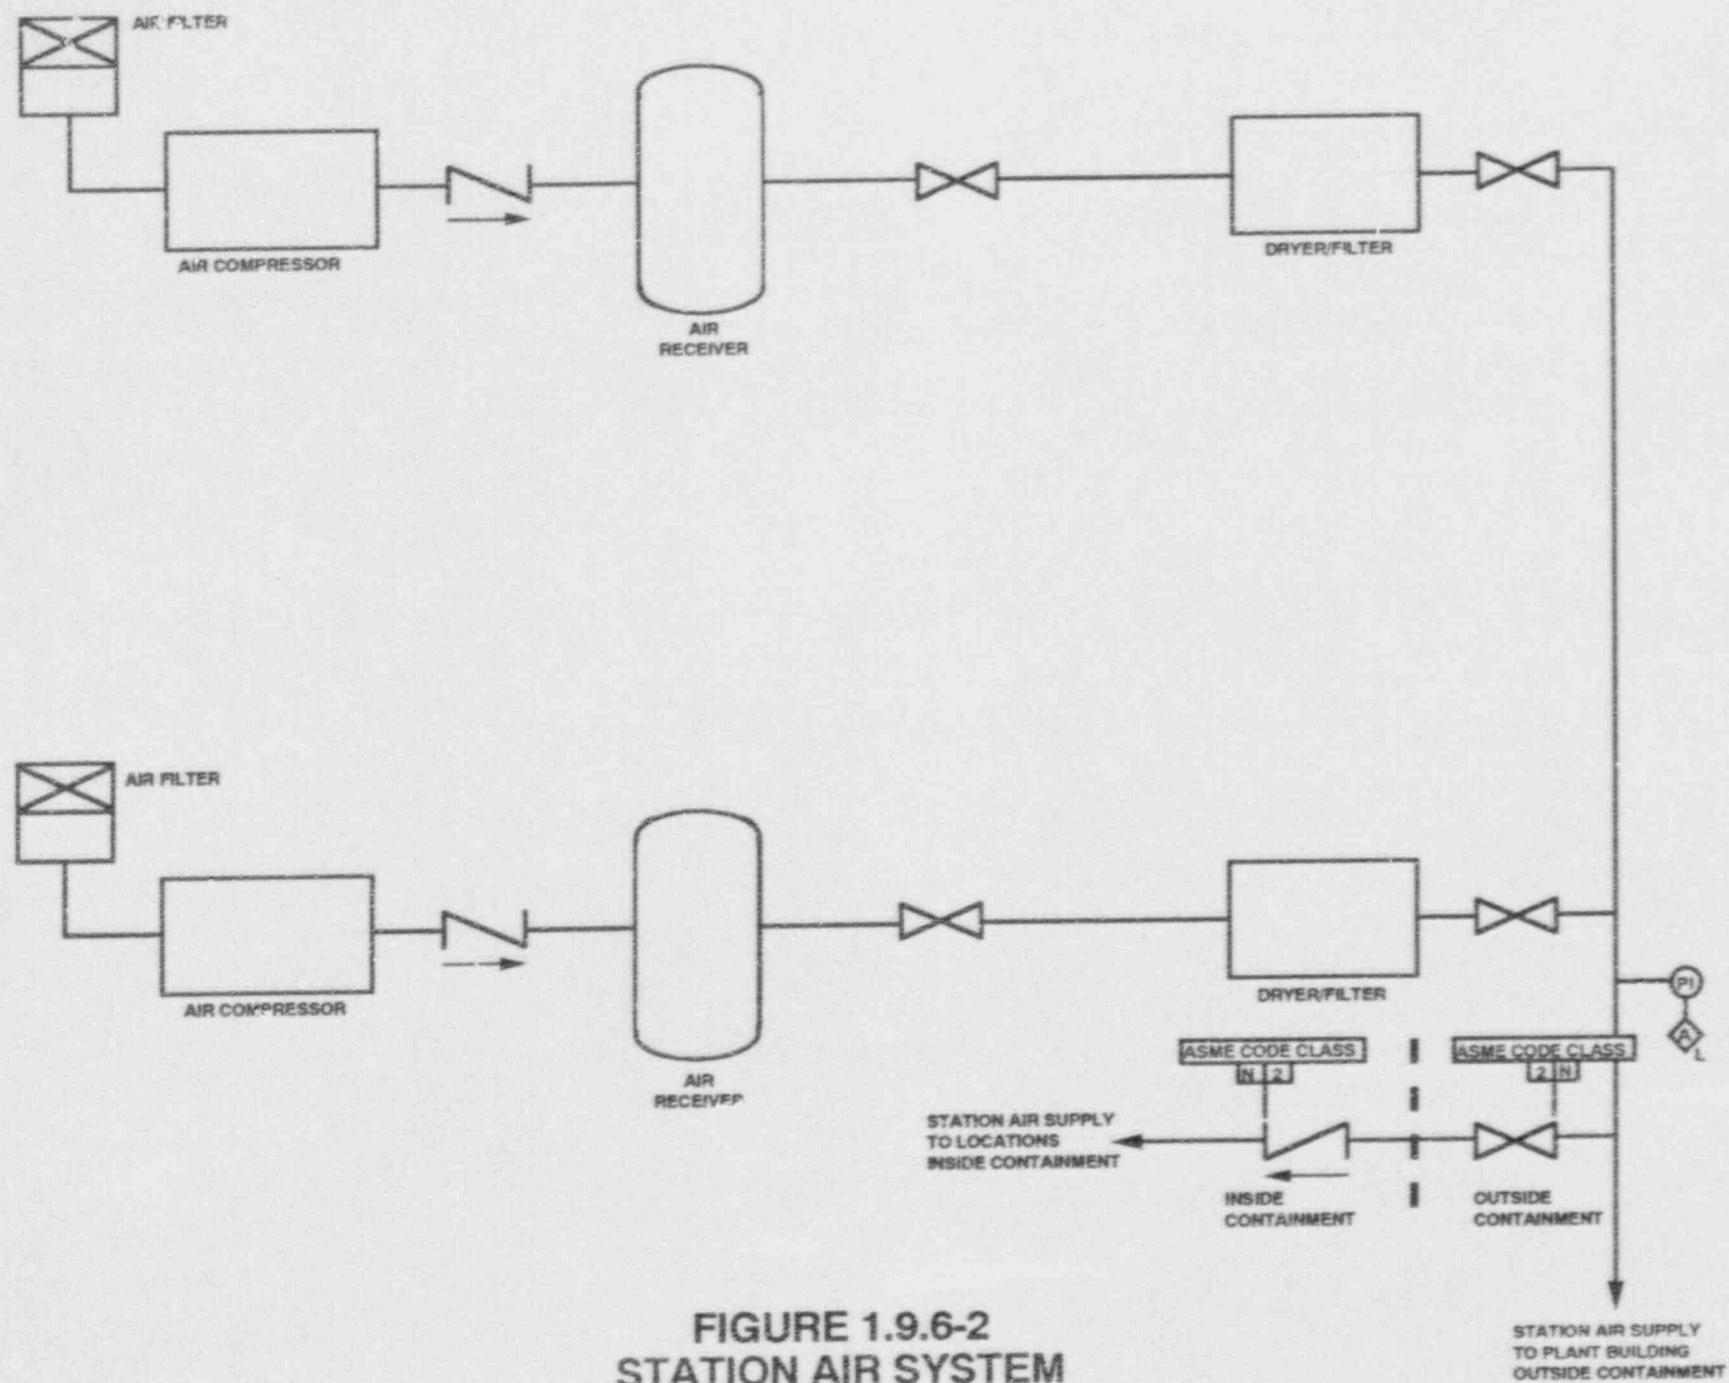 AIR FILTER
AIR COMPRESSOR
AIR
RECEIVER
DRYER/FILTER
AIR FILTER
AIR COMPRESSOR
AIR
RECEIVER
DRYER/FILTER
PI
A
L
ASME CODE CLASS
N 2
ASME CODE CLASS
2 N
STATION AIR SUPPLY
TO LOCATIONS
INSIDE CONTAINMENT
INSIDE
CONTAINMENT
OUTSIDE
CONTAINMENT
STATION AIR SUPPLY
TO PLANT BUILDING
OUTSIDE CONTAINMENT
FIGURE 1.9.6-2
STATION AIR SYSTEM